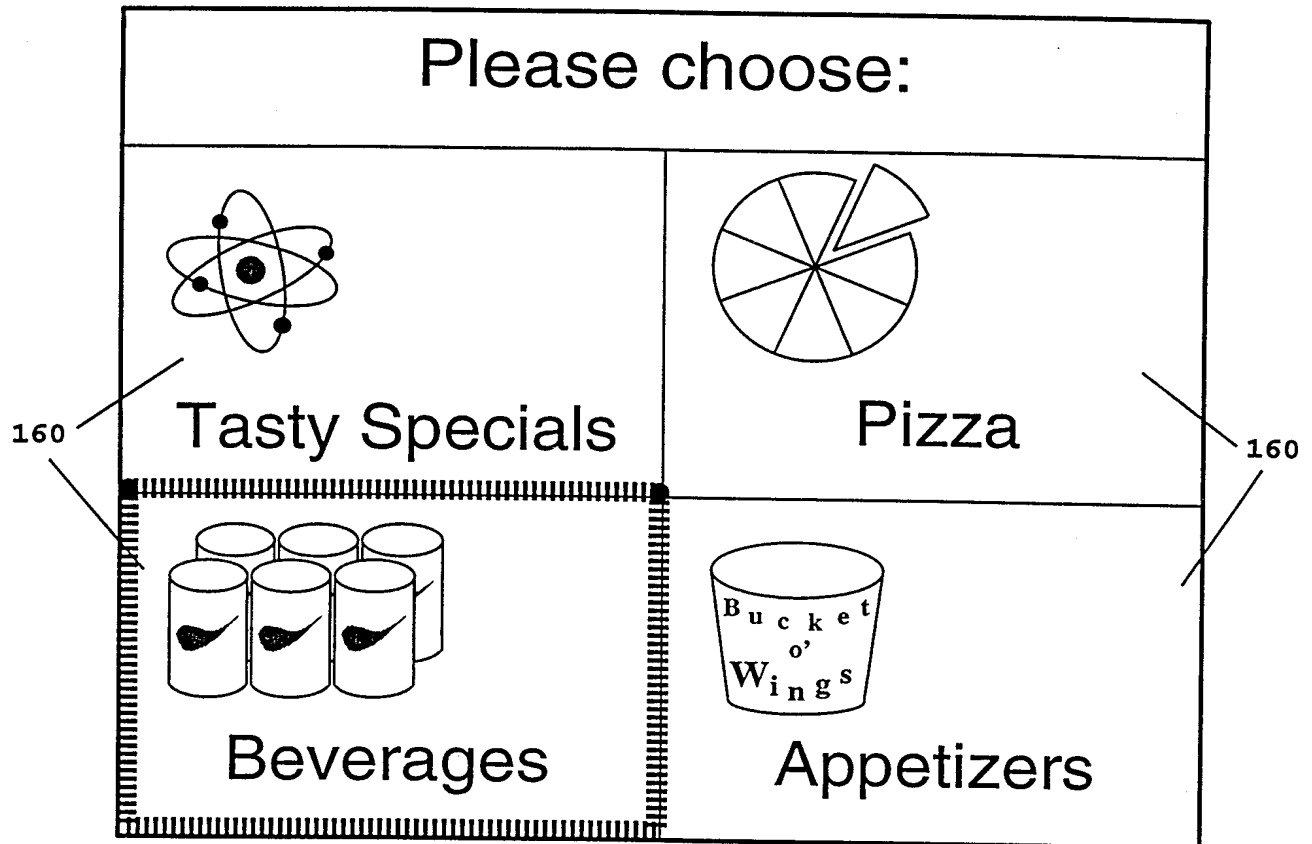 Please choose:
Tasty Specials
Pizza
160
160
Bucket
o'
Wings
Beverages
Appetizers